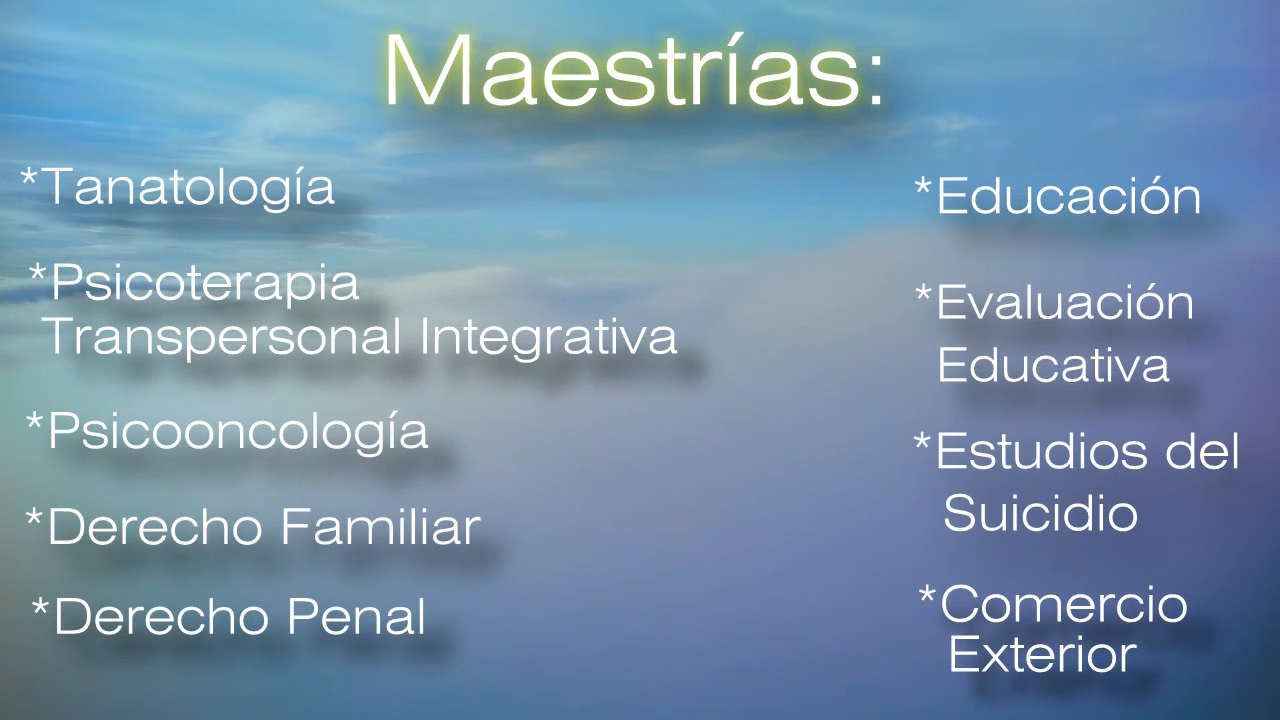 Maestrías:
*Tanatología
*Psicoterapia
Transpersonal Integrativa
*Psicooncología
*Derecho Familiar
*Derecho Penal
*Educación
*Evaluación
Educativa
*Estudios del
Suicidio
*Comercio
Exterior